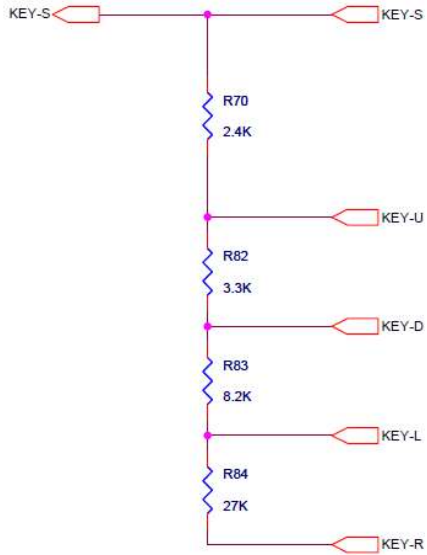 KEY-S KEY-S
R70
2.4K
KEY-U
R82
3.3K
KEY-D
R83
8.2K
KEY-L
R84
27K
KEY-R